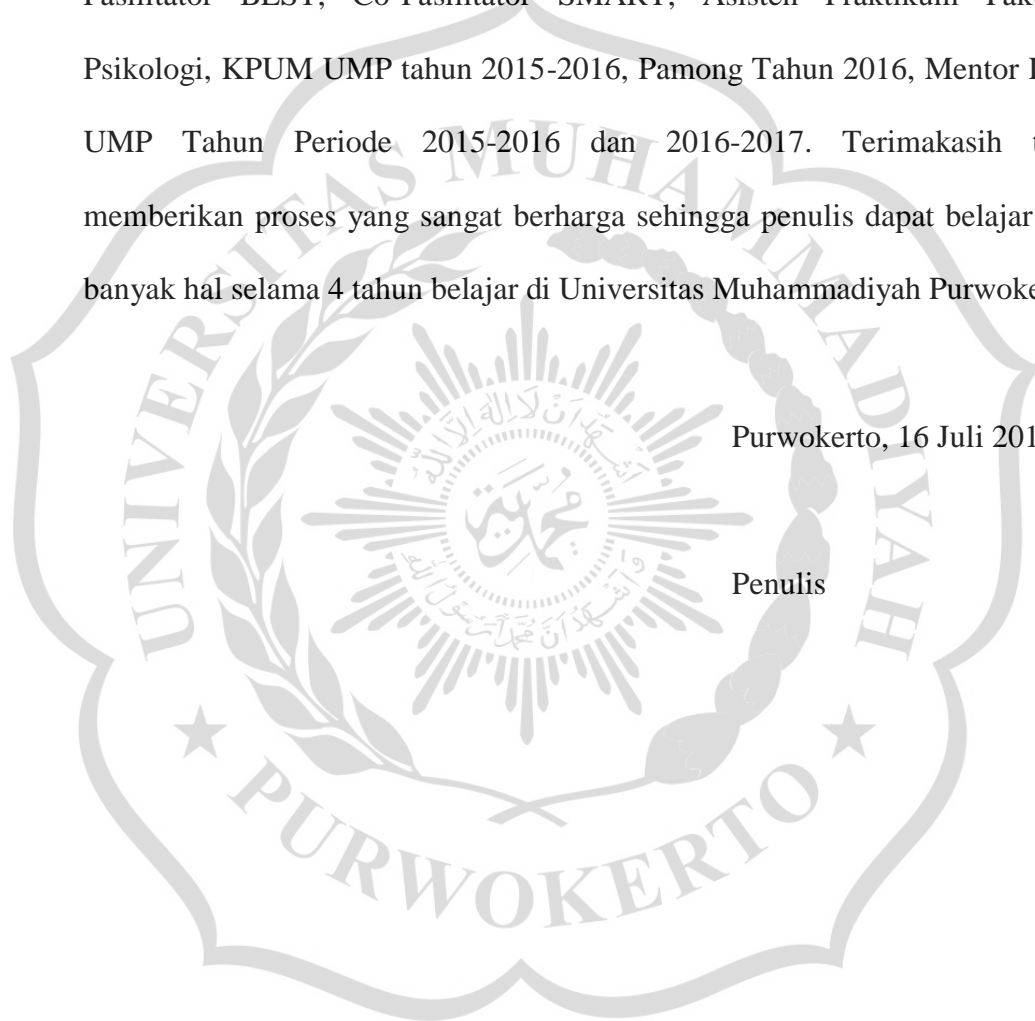 Fasilitator BEST, Co-Fasilitator SMART, Asisten Praktikum
Psikologi, KPUM UMP tahun 2015-2016, Pamong Tahun 2016, Mentor
UMP Tahun Periode 2015-2016 dan 2016-2017. Terimakasih
memberikan proses yang sangat berharga sehingga penulis dapat belajar
banyak hal selama 4 tahun belajar di Universitas Muhammadiyah Purwoke
Purwokerto, 16 Juli 201
Penulis
UNIVERSITAS MUHAMMADIYAH
PURWOKERTO
اَشْهَدُ اَنْ لَا اِلٰهَ اِلَّا اللّٰهُ
مُحَمَّدِيَّة
وَ اَشْهَدُ اَنَّ مُحَمَّدًا رَسُوْلُ اللّٰهِ